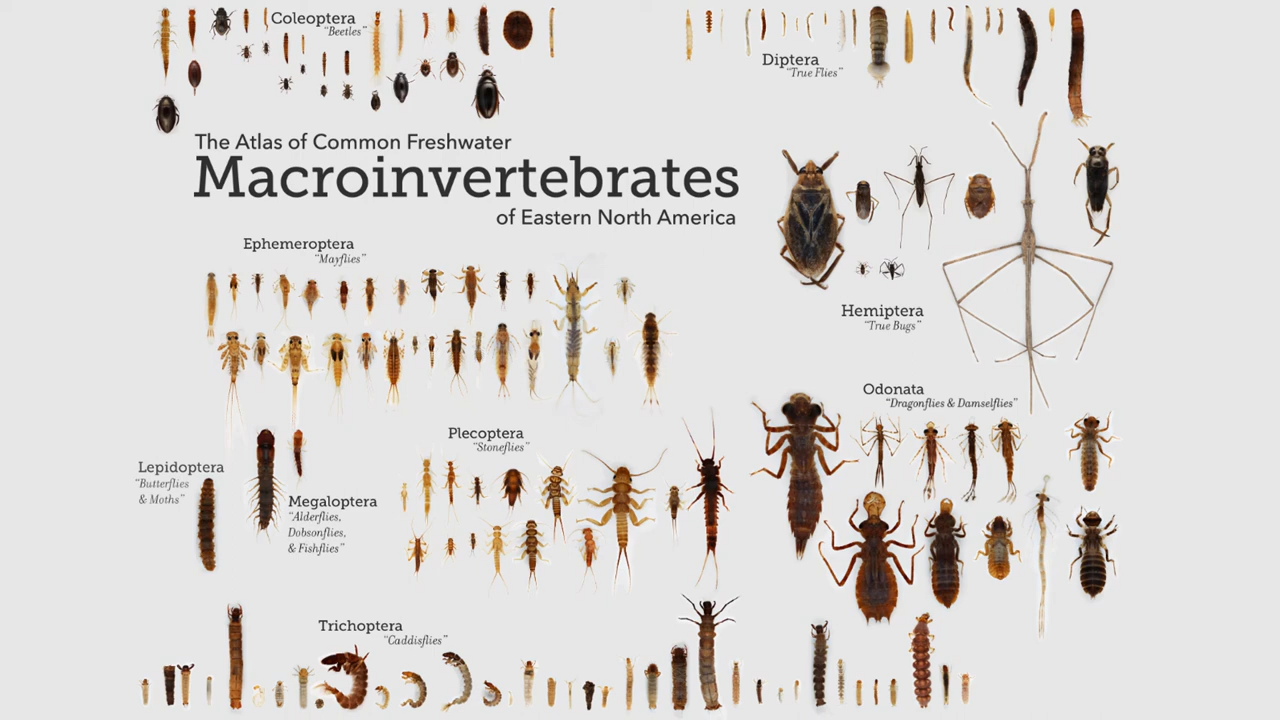 Coleoptera
"Beetles"
Diptera
"True Flies"
The Atlas of Common Freshwater
Macroinvertebrates
of Eastern North America
Ephemeroptera
"Mayflies"
Hemiptera
"True Bugs"
Odonata
"Dragonflies & Damselflies"
Plecoptera
"Stoneflies"
Lepidoptera
"Butterflies
& Moths"
Megaloptera
"Alderflies,
Dobsonflies,
& Fishflies"
Trichoptera
"Caddisflies"